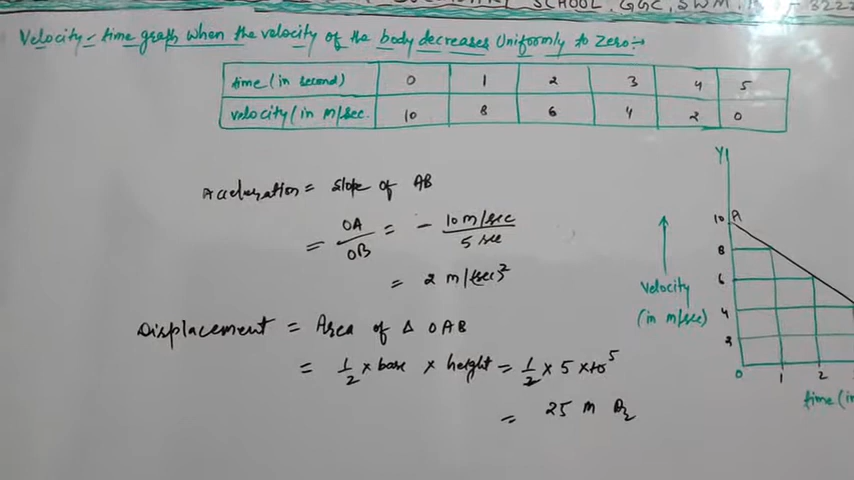 SCHOOL, GGC, SWM,
Velocity - time graph when the velocity of the body decreases Uniformly to zero :→
time (in second) 0 1 2 3 4 5
velocity (in m/sec. 10 8 6 4 2 0
Acceleration = Slope of AB
= OA/OB = - 10 m/sec / 5 sec
= 2 m/(sec)²
Displacement = Area of Δ OAB
= 1/2 × base × height = 1/2 × 5 × 10 5
= 25 m
Y
10 A
8
6
4
2
0 1 2
Velocity
(in m/sec)
time (in